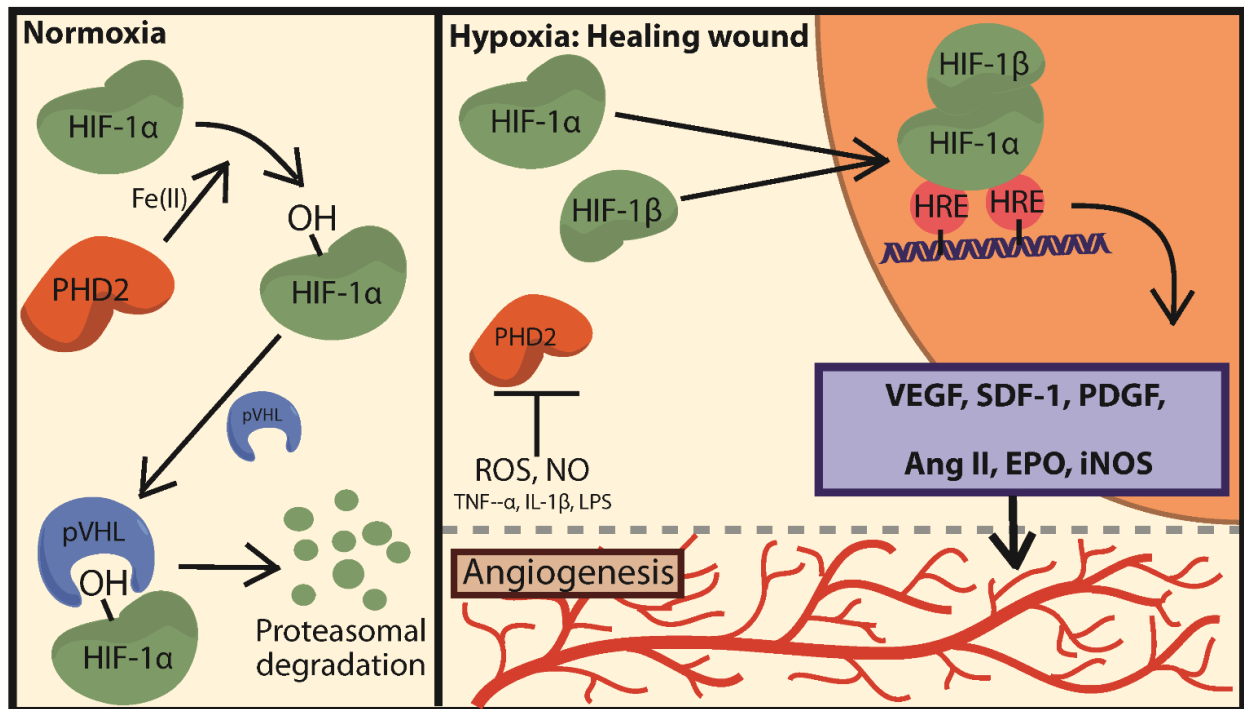 Normoxia
HIF-1α
Fe(II)
OH
PHD2
HIF-1α
pVHL
pVHL
OH
HIF-1α
Proteasomal
degradation
Hypoxia: Healing wound
HIF-1α
HIF-1β
HIF-1β
HIF-1α
HRE
HRE
PHD2
ROS, NO
TNF--α, IL-1β, LPS
VEGF, SDF-1, PDGF,
Ang II, EPO, iNOS
Angiogenesis